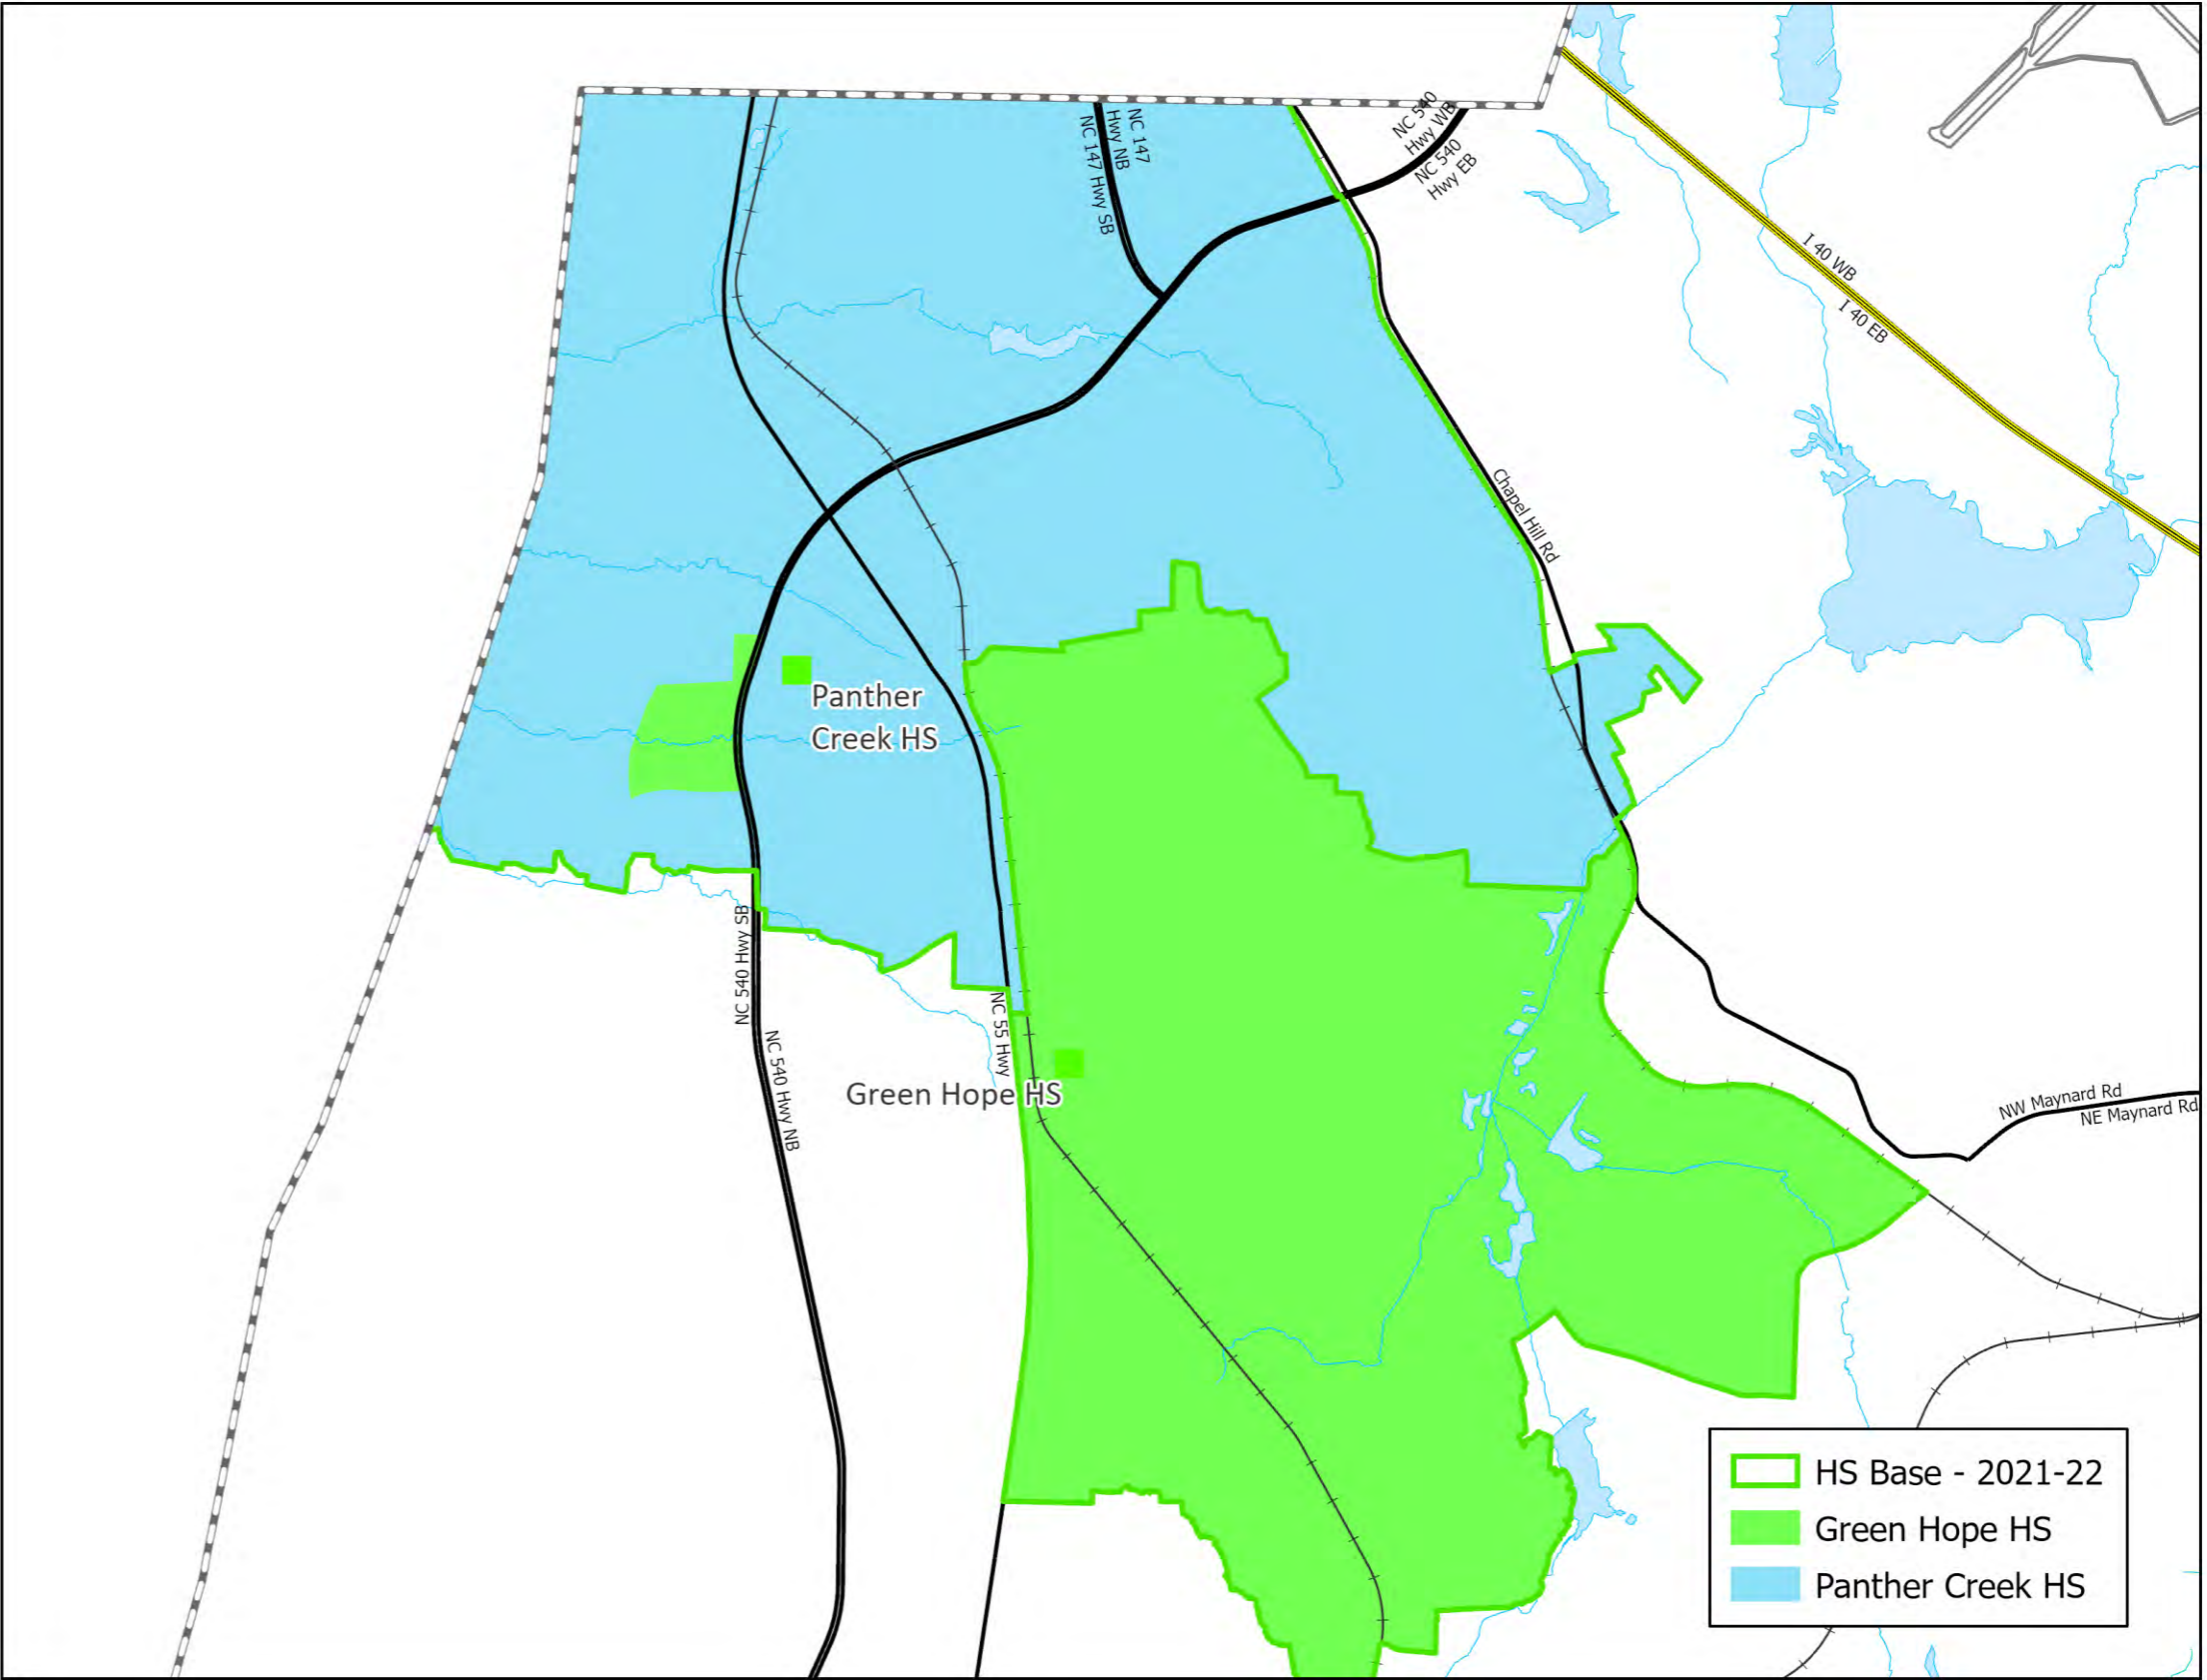 NC 147
Hwy NB
NC 147 Hwy SB
NC 540
Hwy WB
NC 540
Hwy EB
I 40 WB
I 40 EB
Chapel Hill Rd
Panther
Creek HS
NC 540 Hwy SB
NC 540 Hwy NB
NC 55 Hwy
Green Hope HS
NW Maynard Rd
NE Maynard Rd
HS Base - 2021-22
Green Hope HS
Panther Creek HS